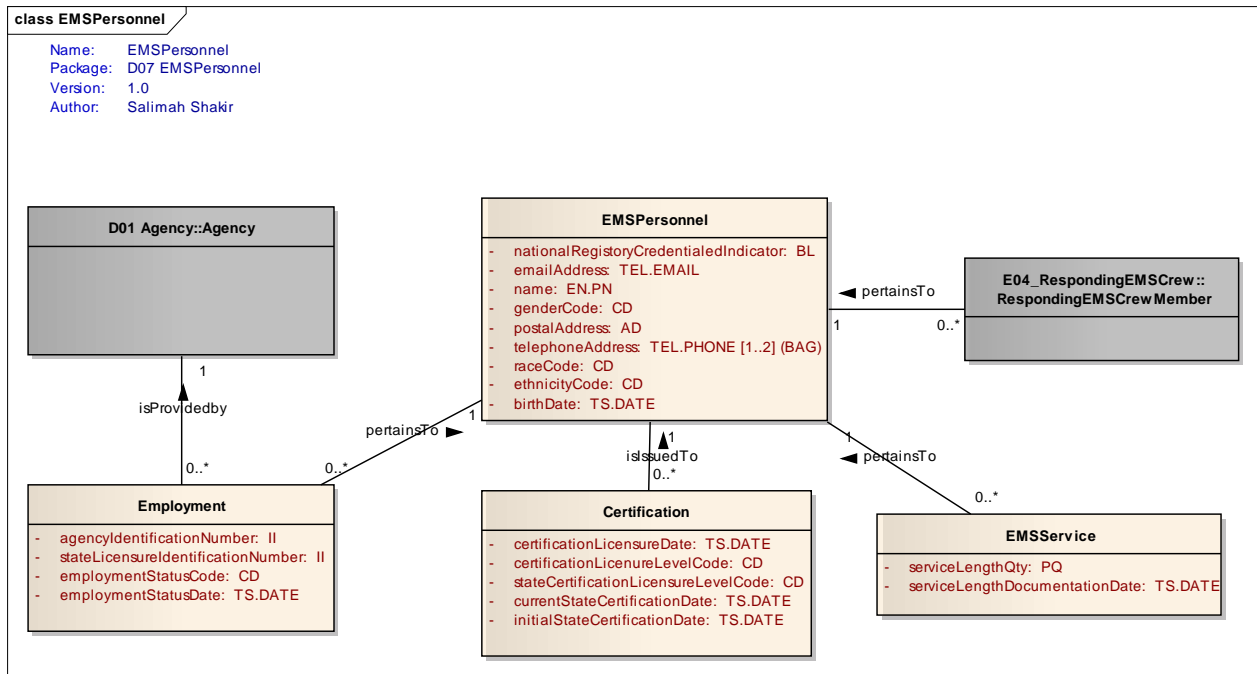 class EMSPersonnel
Name: EMSPersonnel
Package: D07 EMSPersonnel
Version: 1.0
Author: Salimah Shakir
D01 Agency::Agency
EMSPersonnel
- nationalRegistoryCredentialedIndicator: BL
- emailAddress: TEL.EMAIL
- name: EN.PN
- genderCode: CD
- postalAddress: AD
- telephoneAddress: TEL.PHONE [1..2] (BAG)
- raceCode: CD
- ethnicityCode: CD
- birthDate: TS.DATE
E04_RespondingEMSCrew::
RespondingEMSCrewMember
pertainsTo
1
0..*
1
isProvidedby
0..*
pertainsTo
1
0..*
1
isIssuedTo
0..*
1
pertainsTo
0..*
Employment
- agencyIdentificationNumber: II
- stateLicensureIdentificationNumber: II
- employmentStatusCode: CD
- employmentStatusDate: TS.DATE
Certification
- certificationLicensureDate: TS.DATE
- certificationLicenureLevelCode: CD
- stateCertificationLicensureLevelCode: CD
- currentStateCertificationDate: TS.DATE
- initialStateCertificationDate: TS.DATE
EMSService
- serviceLengthQty: PQ
- serviceLengthDocumentationDate: TS.DATE